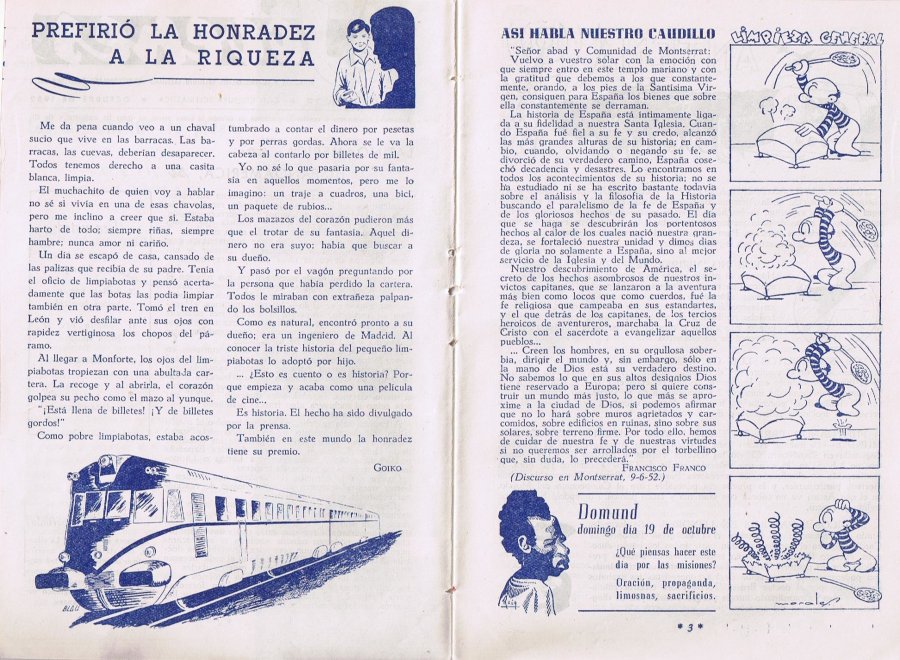 PREFIRIÓ LA HONRADEZ
A LA RIQUEZA
Me da pena cuando veo a un chaval
sucio que vive en las barracas. Las ba-
rracas, las cuevas, deberían desaparecer.
Todos tenemos derecho a una casita
blanca, limpia.
El muchachito de quien voy a hablar
no sé si vivía en una de esas chavolas,
pero me inclino a creer que sí. Estaba
harto de todo; siempre riñas, siempre
hambre; nunca amor ni cariño.
Un día se escapó de casa, cansado de
las palizas que recibía de su padre. Tenía
el oficio de limpiabotas y pensó acerta-
damente que las botas las podía limpiar
también en otra parte. Tomó el tren en
León y vió desfilar ante sus ojos con
rapidez vertiginosa los chopos del pá-
ramo.
Al llegar a Monforte, los ojos del lim-
piabotas tropiezan con una abultada car-
tera. La recoge y al abrirla, el corazón
golpea su pecho como el mazo al yunque.
"¡Está llena de billetes! ¡Y de billetes
gordos!"
Como pobre limpiabotas, estaba acos-
tumbrado a contar el dinero por pesetas
y por perras gordas. Ahora se le va la
cabeza al contarlo por billetes de mil.
Yo no sé lo que pasaría por su fanta-
sía en aquellos momentos, pero me lo
imagino: un traje a cuadros, una bici,
un paquete de rubios...
Los mazazos del corazón pudieron más
que el trotar de su fantasía. Aquel di-
nero no era suyo: había que buscar a
su dueño.
Y pasó por el vagón preguntando por
la persona que había perdido la cartera.
Todos le miraban con extrañeza palpan-
do los bolsillos.
Como es natural, encontró pronto a su
dueño; era un ingeniero de Madrid. Al
conocer la triste historia del pequeño lim-
piabotas lo adoptó por hijo.
... ¿Esto es cuento o es historia? Por-
que empieza y acaba como una película
de cine...
Es historia. El hecho ha sido divulgado
por la prensa.
También en este mundo la honradez
tiene su premio.
GOIKO
BLAU
ASI HABLA NUESTRO CAUDILLO
"Señor abad y Comunidad de Montserrat:
Vuelvo a vuestro solar con la emoción con
que siempre entro en este templo mariano y con
la gratitud que debemos a los que constante-
mente, orando, a los pies de la Santísima Vir-
gen, consiguen para España los bienes que sobre
ella constantemente se derraman.
La historia de España está íntimamente liga-
da a su fidelidad a nuestra Santa Iglesia. Cuan-
do España fué fiel a su fe y su credo, alcanzó
las más grandes alturas de su historia; en cam-
bio, cuando, olvidando o negando su fe, se
divorció de su verdadero camino, España cose-
chó decadencia y desastres. Lo encontramos en
todos los acontecimientos de su historia; no se
ha estudiado ni se ha escrito bastante todavía
sobre el análisis y la filosofía de la Historia
buscando el paralelismo de la fe de España y
de los gloriosos hechos de su pasado. El día
que se haga se descubrirán los portentosos
hechos al calor de los cuales nació nuestra gran-
deza, se fortaleció nuestra unidad y dimos días
de gloria no solamente a España, sino al mejor
servicio de la Iglesia y del Mundo.
Nuestro descubrimiento de América, el se-
creto de los hechos asombrosos de nuestros in-
victos capitanes, que se lanzaron a la aventura
más bien como locos que como cuerdos, fué la
fe religiosa que campeaba en sus estandartes,
y el que detrás de los capitanes, de los tercios
heroicos de aventureros, marchaba la Cruz de
Cristo con el sacerdote a evangelizar aquellos
pueblos...
... Creen los hombres, en su orgullosa sober-
bia, dirigir el mundo y, sin embargo, sólo en
la mano de Dios está su verdadero destino.
No sabemos lo que en sus altos designios Dios
tiene reservado a Europa; pero si quiere cons-
truir un mundo más justo, lo que más se apro-
xime a la ciudad de Dios, sí podemos afirmar
que no lo hará sobre muros agrietados y car-
comidos, sobre edificios en ruinas, sino sobre sus
solares, sobre terreno firme. Por todo ello, hemos
de cuidar de nuestra fe y de nuestras virtudes
si no queremos ser arrollados por el torbellino
que, sin duda, lo precederá."
FRANCISCO FRANCO
(Discurso en Montserrat, 9-6-52.)
Domund
domingo día 19 de octubre
¿Qué piensas hacer este
día por las misiones?
Oración, propaganda,
limosnas, sacrificios.
LIMPIEZA GENERAL
morales
* 3 *